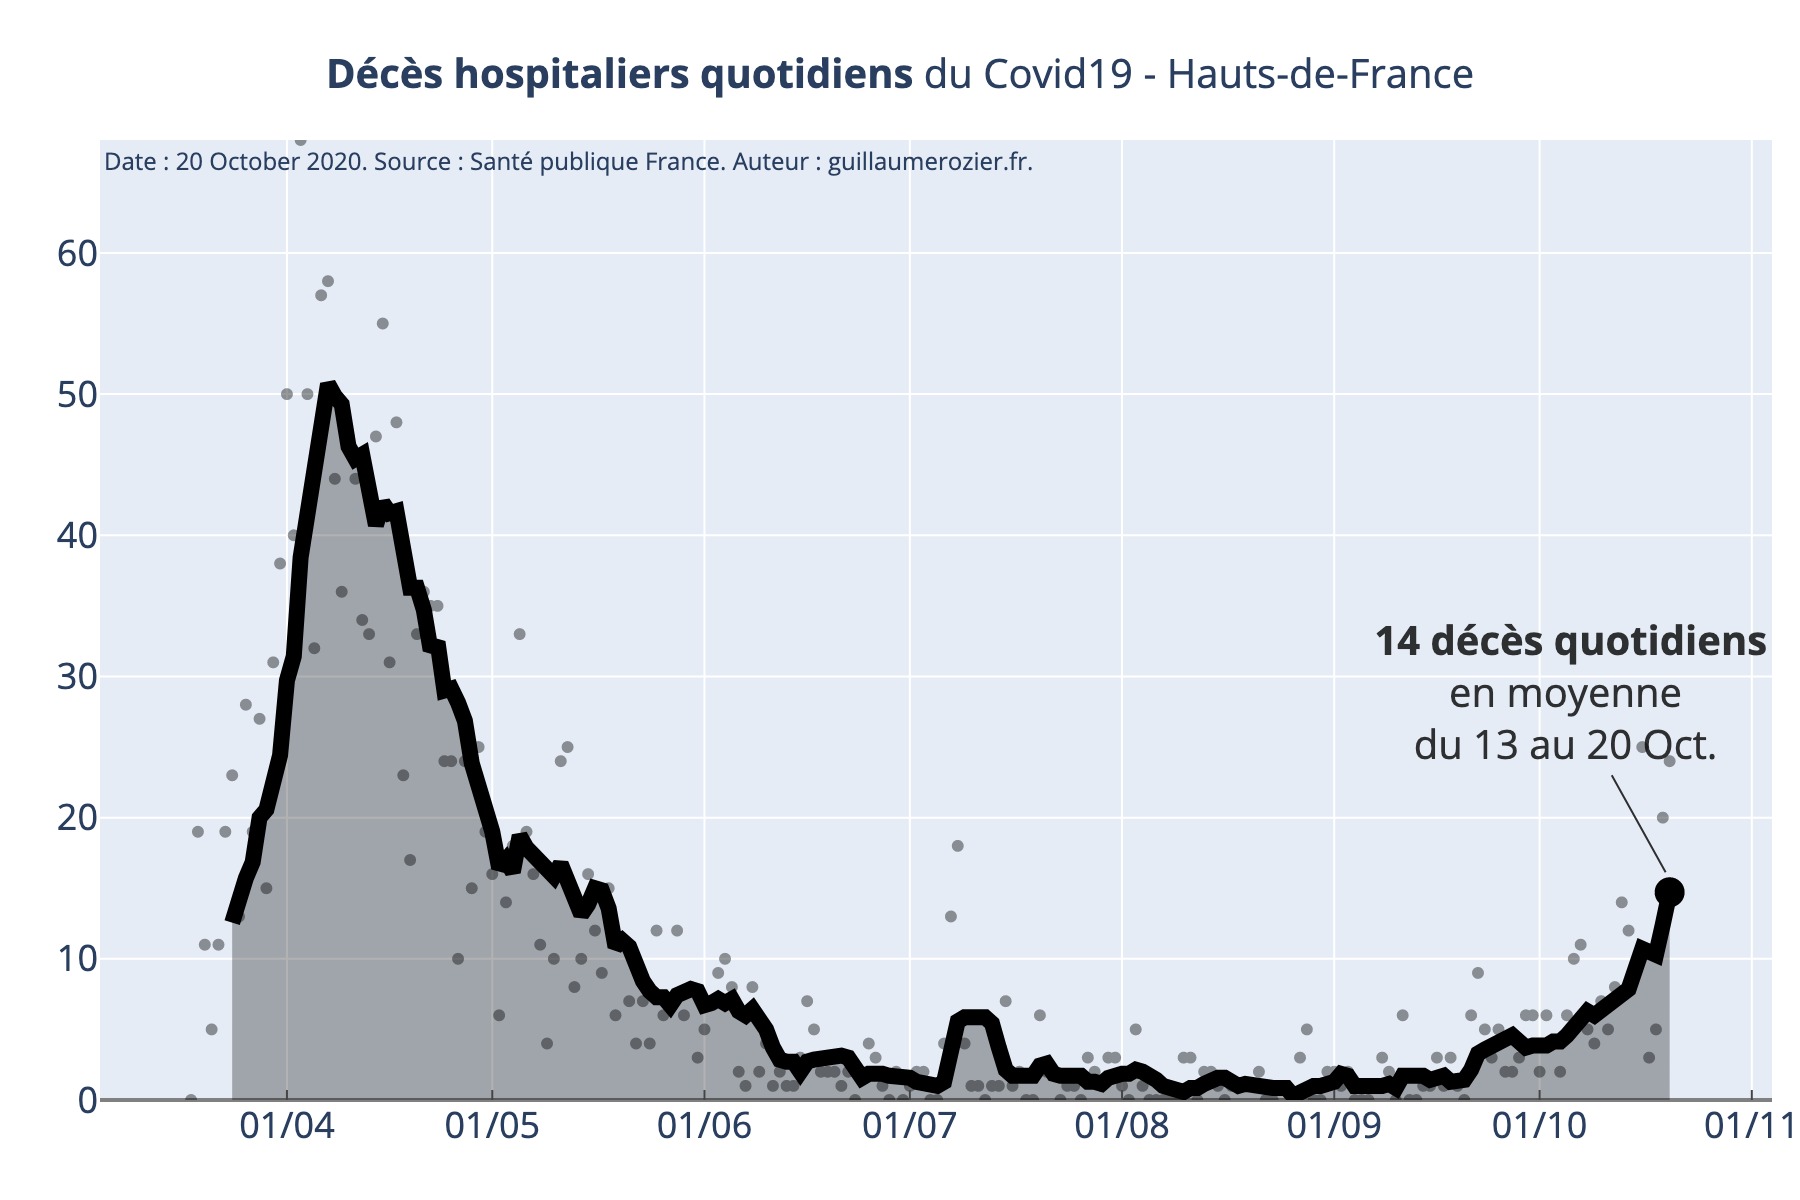 Décès hospitaliers quotidiens du Covid19 - Hauts-de-France
Date : 20 October 2020. Source : Santé publique France. Auteur : guillaumerozier.fr.
60
50
40
30
20
10
0
14 décès quotidiens
en moyenne
du 13 au 20 Oct.
01/04 01/05 01/06 01/07 01/08 01/09 01/10 01/11